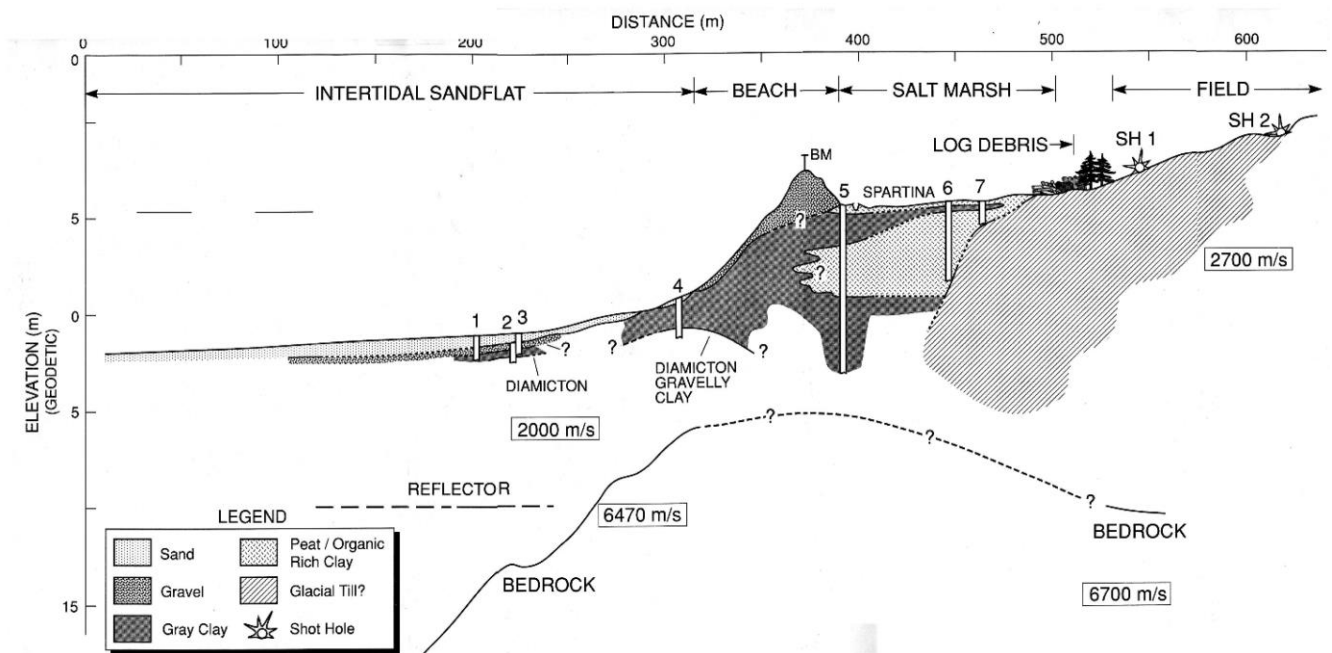 DISTANCE (m)
0 100 200 300 400 500 600
0
INTERTIDAL SANDFLAT BEACH SALT MARSH FIELD
SH 2
LOG DEBRIS SH 1
BM
5 SPARTINA 6 7
5
?
2700 m/s
?
4
0
1 2 3
?
?
?
DIAMICTON
DIAMICTON
GRAVELLY
CLAY
ELEVATION (m)
(GEODETIC)
5
2000 m/s
?
?
REFLECTOR
6470 m/s
?
BEDROCK
BEDROCK
6700 m/s
15
LEGEND
Sand
Peat / Organic
Rich Clay
Gravel
Glacial Till?
Gray Clay
Shot Hole